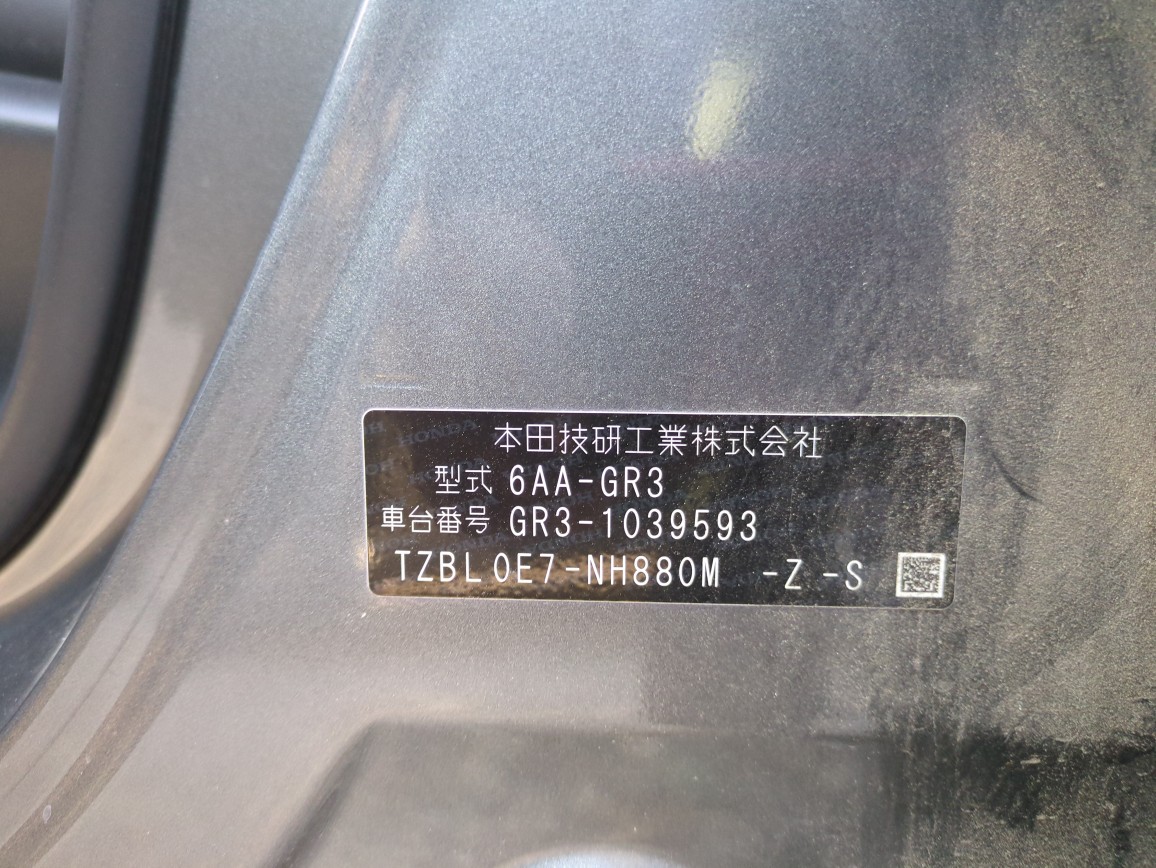 本田技研工業株式会社
型式 6AA-GR3
車台番号 GR3-1039593
TZBL0E7-NH880M -Z -S